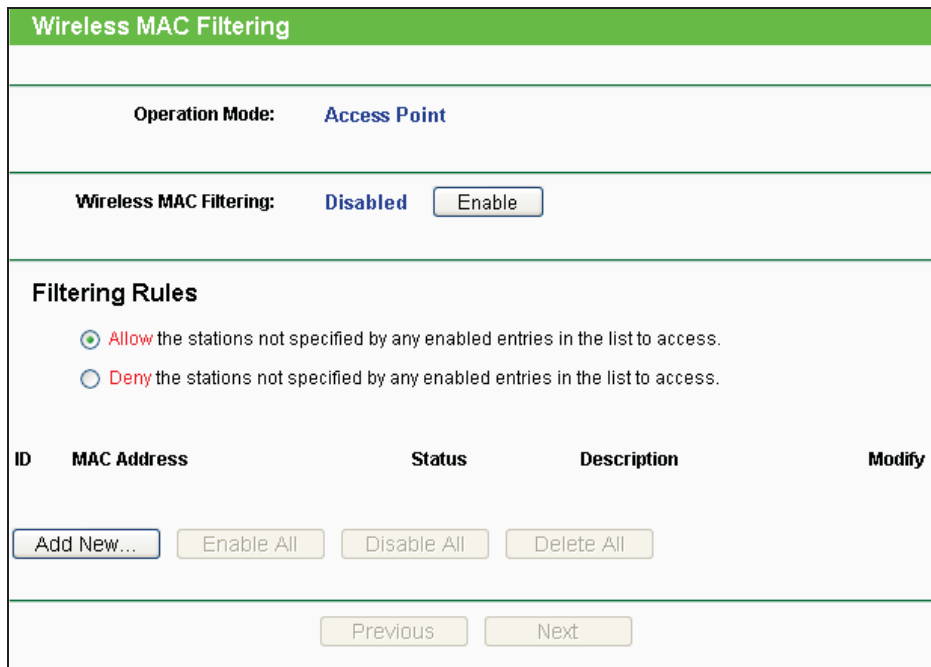 Wireless MAC Filtering
Operation Mode: Access Point
Wireless MAC Filtering: Disabled Enable
Filtering Rules
Allow the stations not specified by any enabled entries in the list to access.
Deny the stations not specified by any enabled entries in the list to access.
ID MAC Address Status Description Modify
Add New... Enable All Disable All Delete All
Previous Next